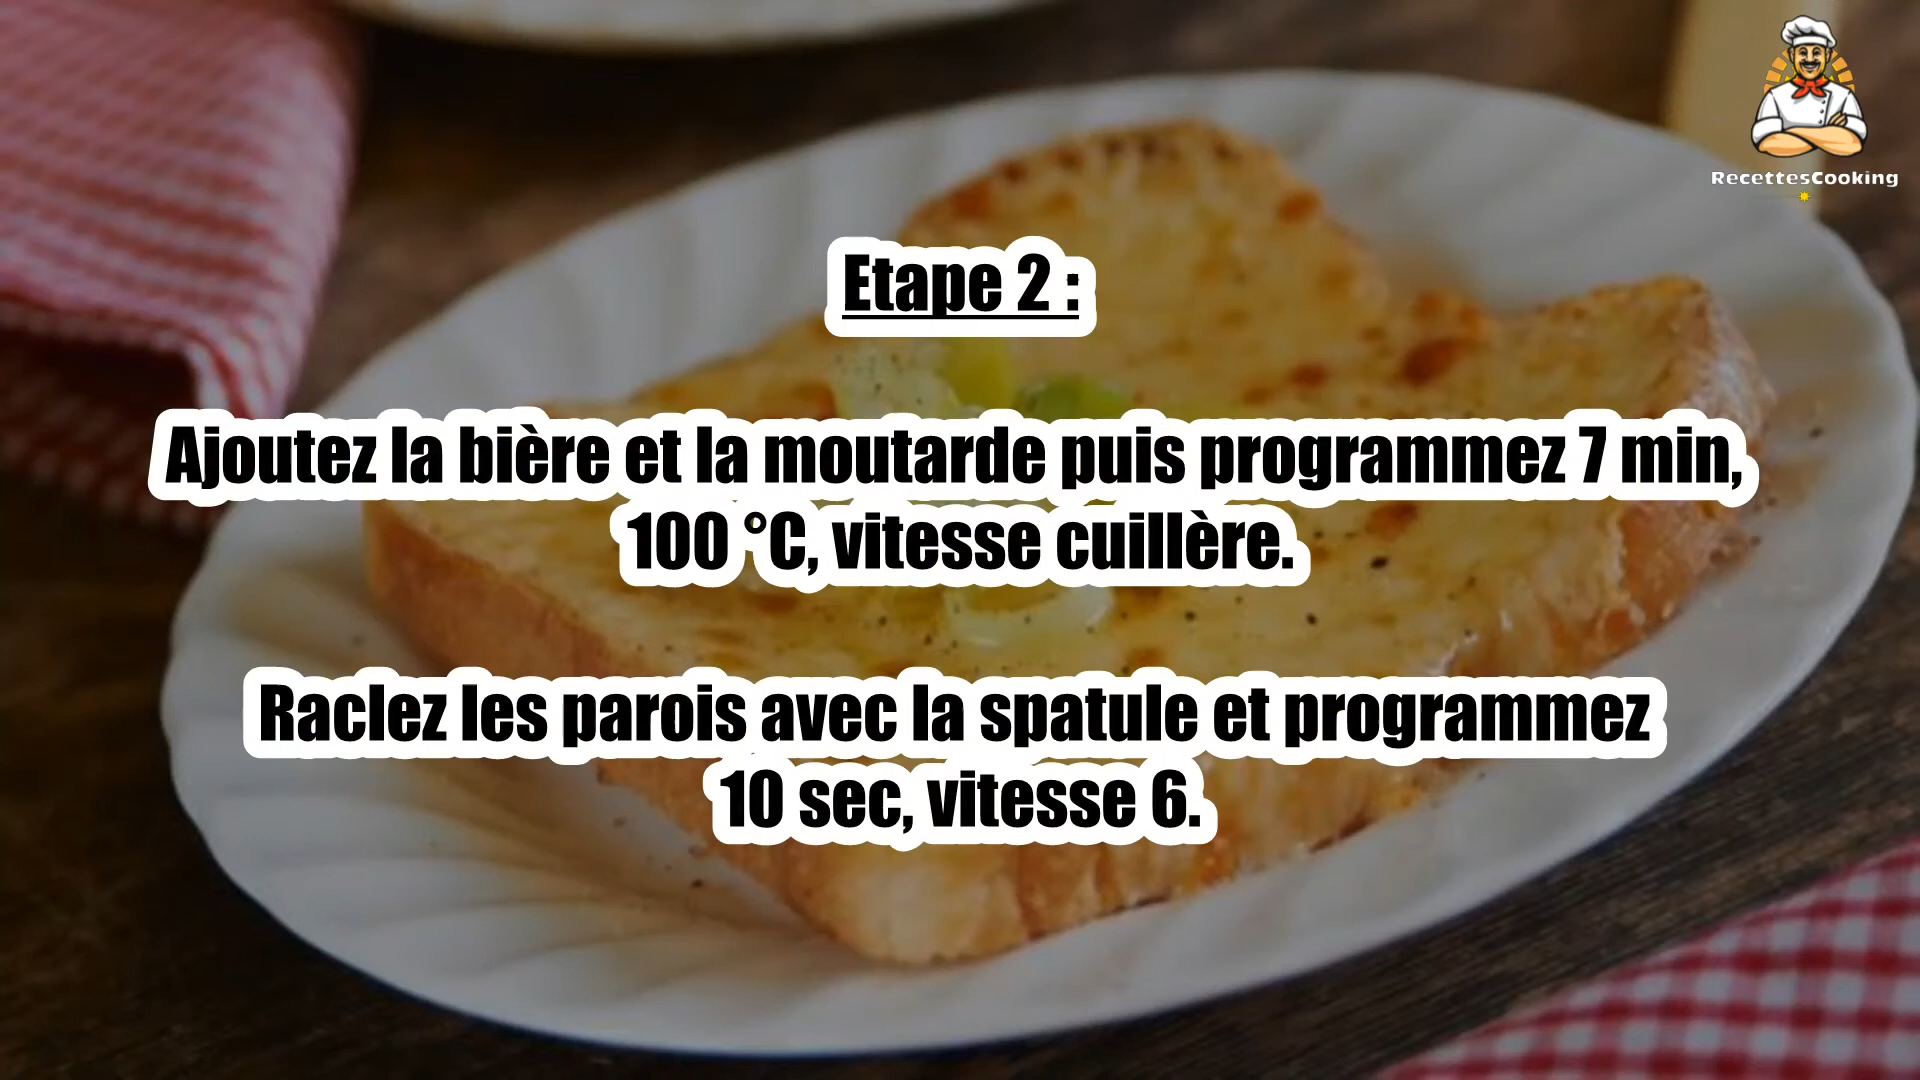 RecettesCooking
Etape 2 :
Ajoutez la bière et la moutarde puis programmez 7 min,
100 °C, vitesse cuillère.
Raclez les parois avec la spatule et programmez
10 sec, vitesse 6.